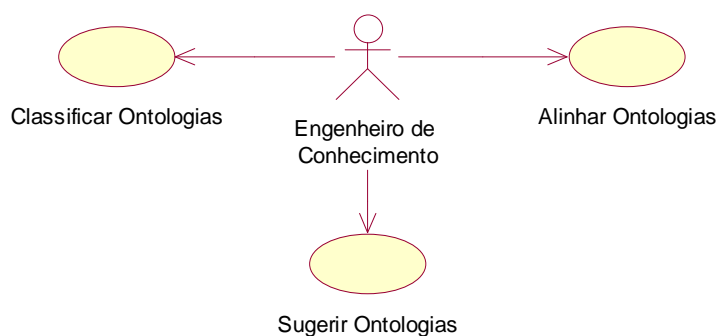 Classificar Ontologias
Engenheiro de
Conhecimento
Alinhar Ontologias
Sugerir Ontologias